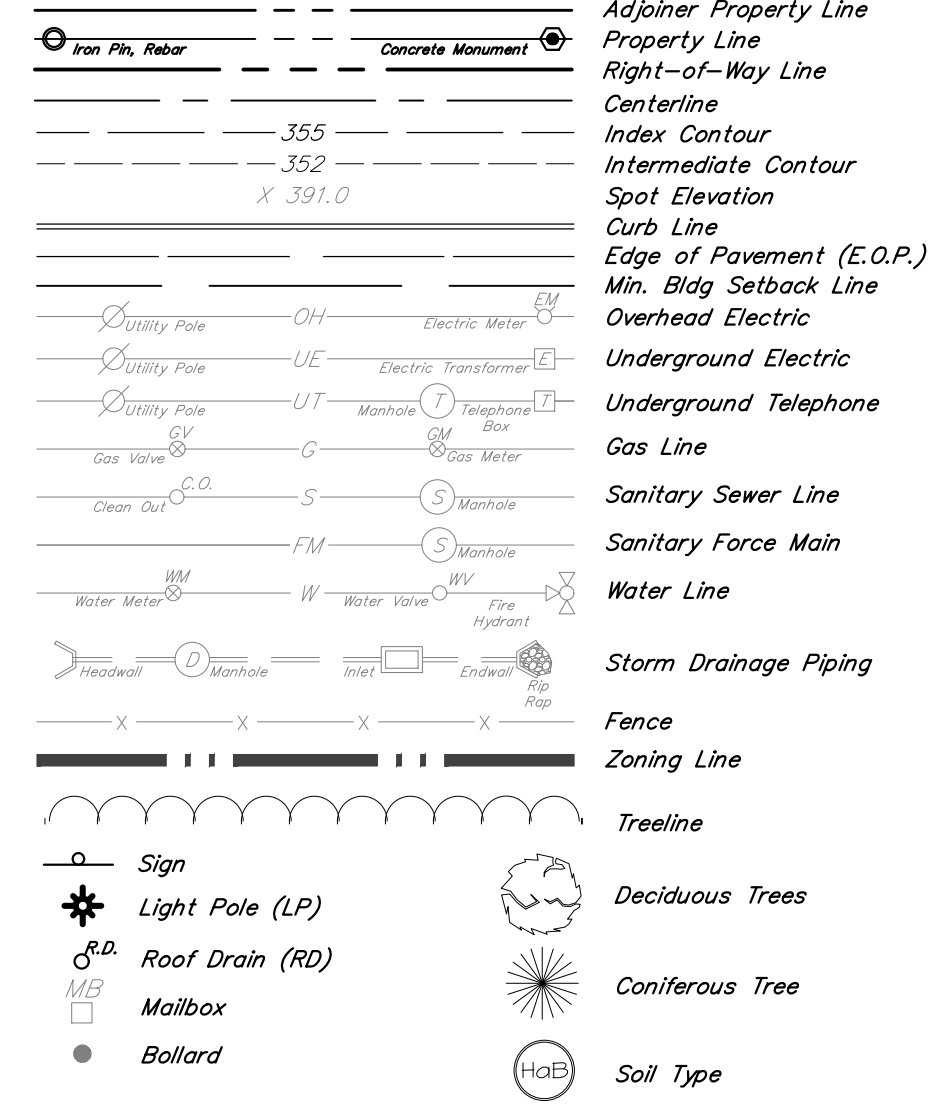 Adjoiner Property Line
Iron Pin, Rebar Concrete Monument Property Line
Right-of-Way Line
Centerline
355 Index Contour
352 Intermediate Contour
X 391.0 Spot Elevation
Curb Line
Edge of Pavement (E.O.P.)
Min. Bldg Setback Line
EM
Utility Pole OH Electric Meter Overhead Electric
Utility Pole UE Electric Transformer E Underground Electric
Utility Pole UT Manhole T Telephone Box T Underground Telephone
GV GM
Gas Valve G Gas Meter Gas Line
C.O.
Clean Out S S Manhole Sanitary Sewer Line
FM S Manhole Sanitary Force Main
WM WV
Water Meter W Water Valve Fire Hydrant Water Line
Headwall D Manhole Inlet Endwall Storm Drainage Piping
Rip
Rap
X X X X Fence
Zoning Line
Treeline
Sign
Light Pole (LP)
Deciduous Trees
R.D. Roof Drain (RD)
Coniferous Tree
MB
Mailbox
Bollard
HaB Soil Type